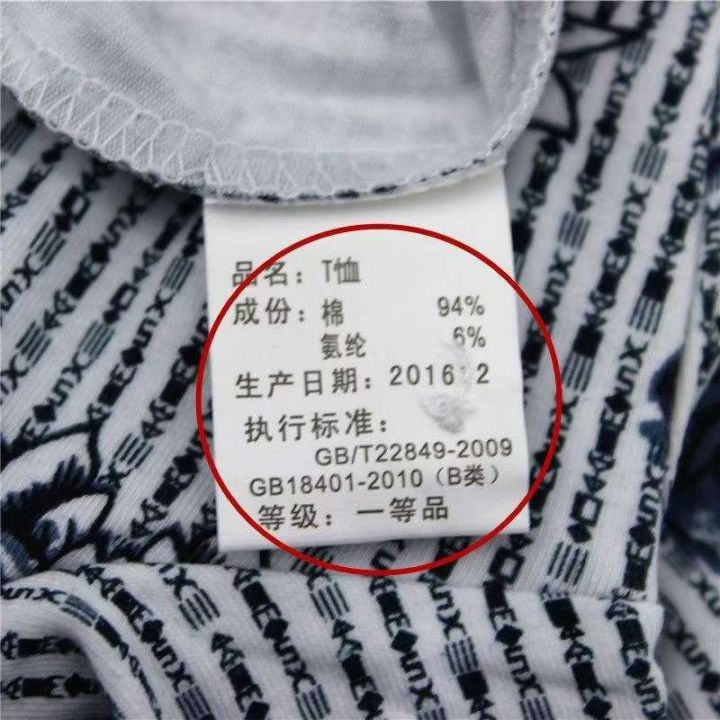 品名：T恤
成份：棉 94%
氨纶 6%
生产日期：2016 2
执行标准：
GB/T22849-2009
GB18401-2010（B类）
等级：一等品